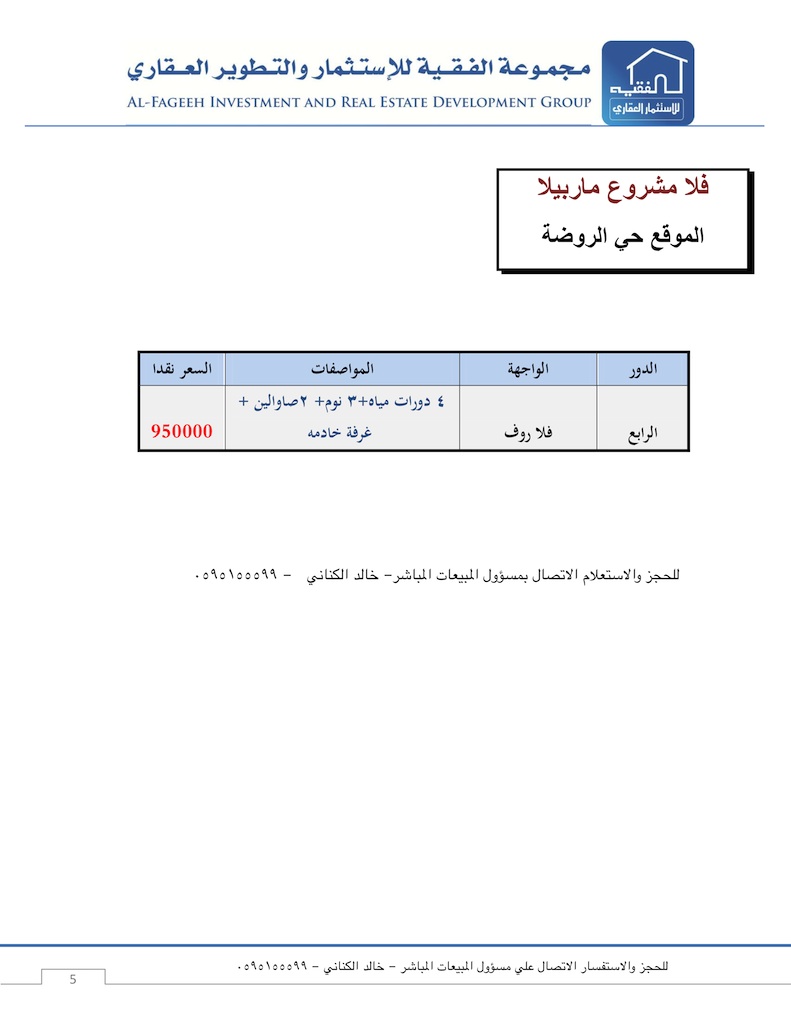 مجموعة الفقية للإستثمار والتطوير العقاري
AL-FAGEEH INVESTMENT AND REAL ESTATE DEVELOPMENT GROUP
الفقيه
للإستثمار العقاري
فلا مشروع ماربيلا
الموقع حي الروضة
الدور الواجهة المواصفات السعر نقدا
٤ دورات مياه+٣ نوم+ ٢صاوالين +
الرابع فلا روف غرفة خادمه 950000
للحجز والاستعلام الاتصال بمسؤول المبيعات المباشر– خالد الكناني – ٠٥٩٥١٥٥٥٩٩
للحجز والاستفسار الاتصال علي مسؤول المبيعات المباشر – خالد الكناني – ٠٥٩٥١٥٥٥٩٩
5